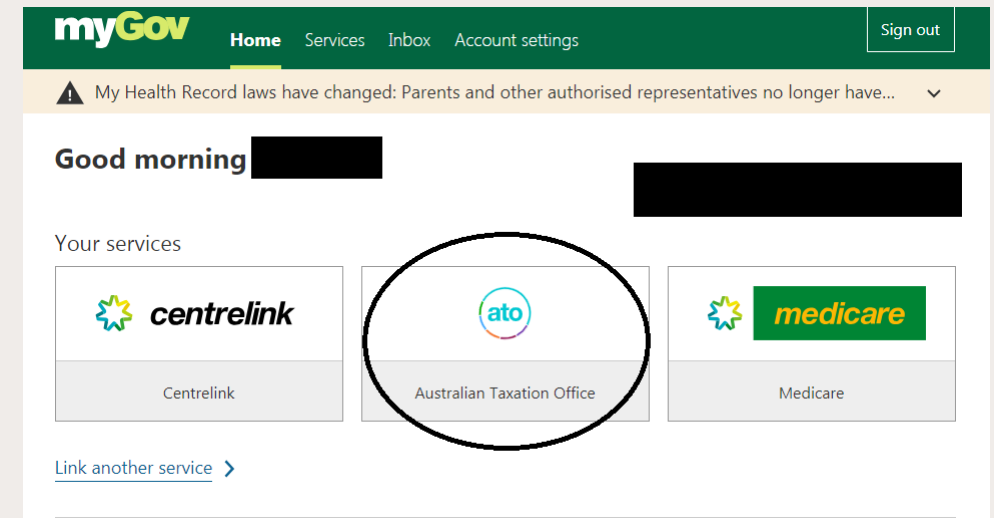 myGov Home Services Inbox Account settings Sign out
My Health Record laws have changed: Parents and other authorised representatives no longer have...
Good morning
Your services
centrelink ato medicare
Centrelink Australian Taxation Office Medicare
Link another service